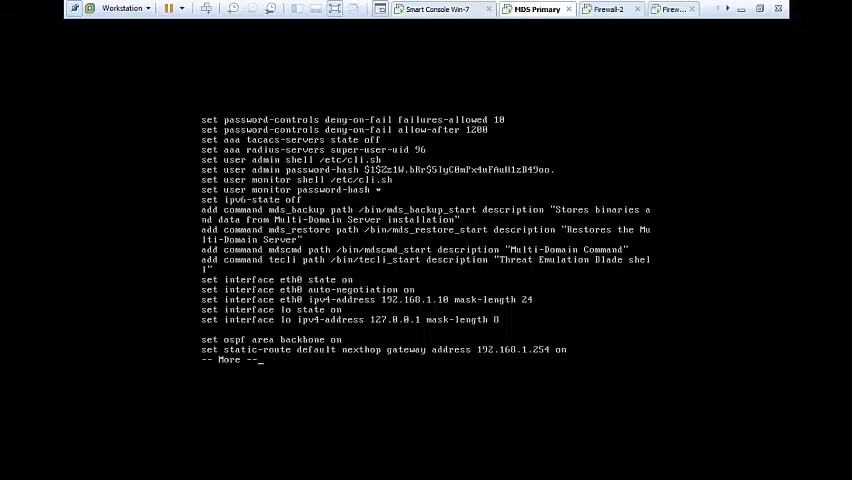 Workstation
Smart Console Win-7
MDS Primary
Firewall-2
Firew...
set password-controls deny-on-fail failures-allowed 10
set password-controls deny-on-fail allow-after 1200
set aaa tacacs-servers state off
set aaa radius-servers super-user-uid 96
set user admin shell /etc/cli.sh
set user admin password-hash
set user monitor shell /etc/cli.sh
set user monitor password-hash *
set ipv6-state off
add command mds_backup path /bin/mds_backup_start description "Stores binaries a
nd data from Multi-Domain Server installation"
add command mds_restore path /bin/mds_restore_start description "Restores the Mu
lti-Domain Server"
add command mdscmd path /bin/mdscmd_start description "Multi-Domain Command"
add command tecli path /bin/tecli_start description "Threat Emulation Blade shel
l"
set interface eth0 state on
set interface eth0 auto-negotiation on
set interface eth0 ipv4-address 192.168.1.10 mask-length 24
set interface lo state on
set interface lo ipv4-address 127.0.0.1 mask-length 8
set ospf area backbone on
set static-route default nexthop gateway address 192.168.1.254 on
-- More --_